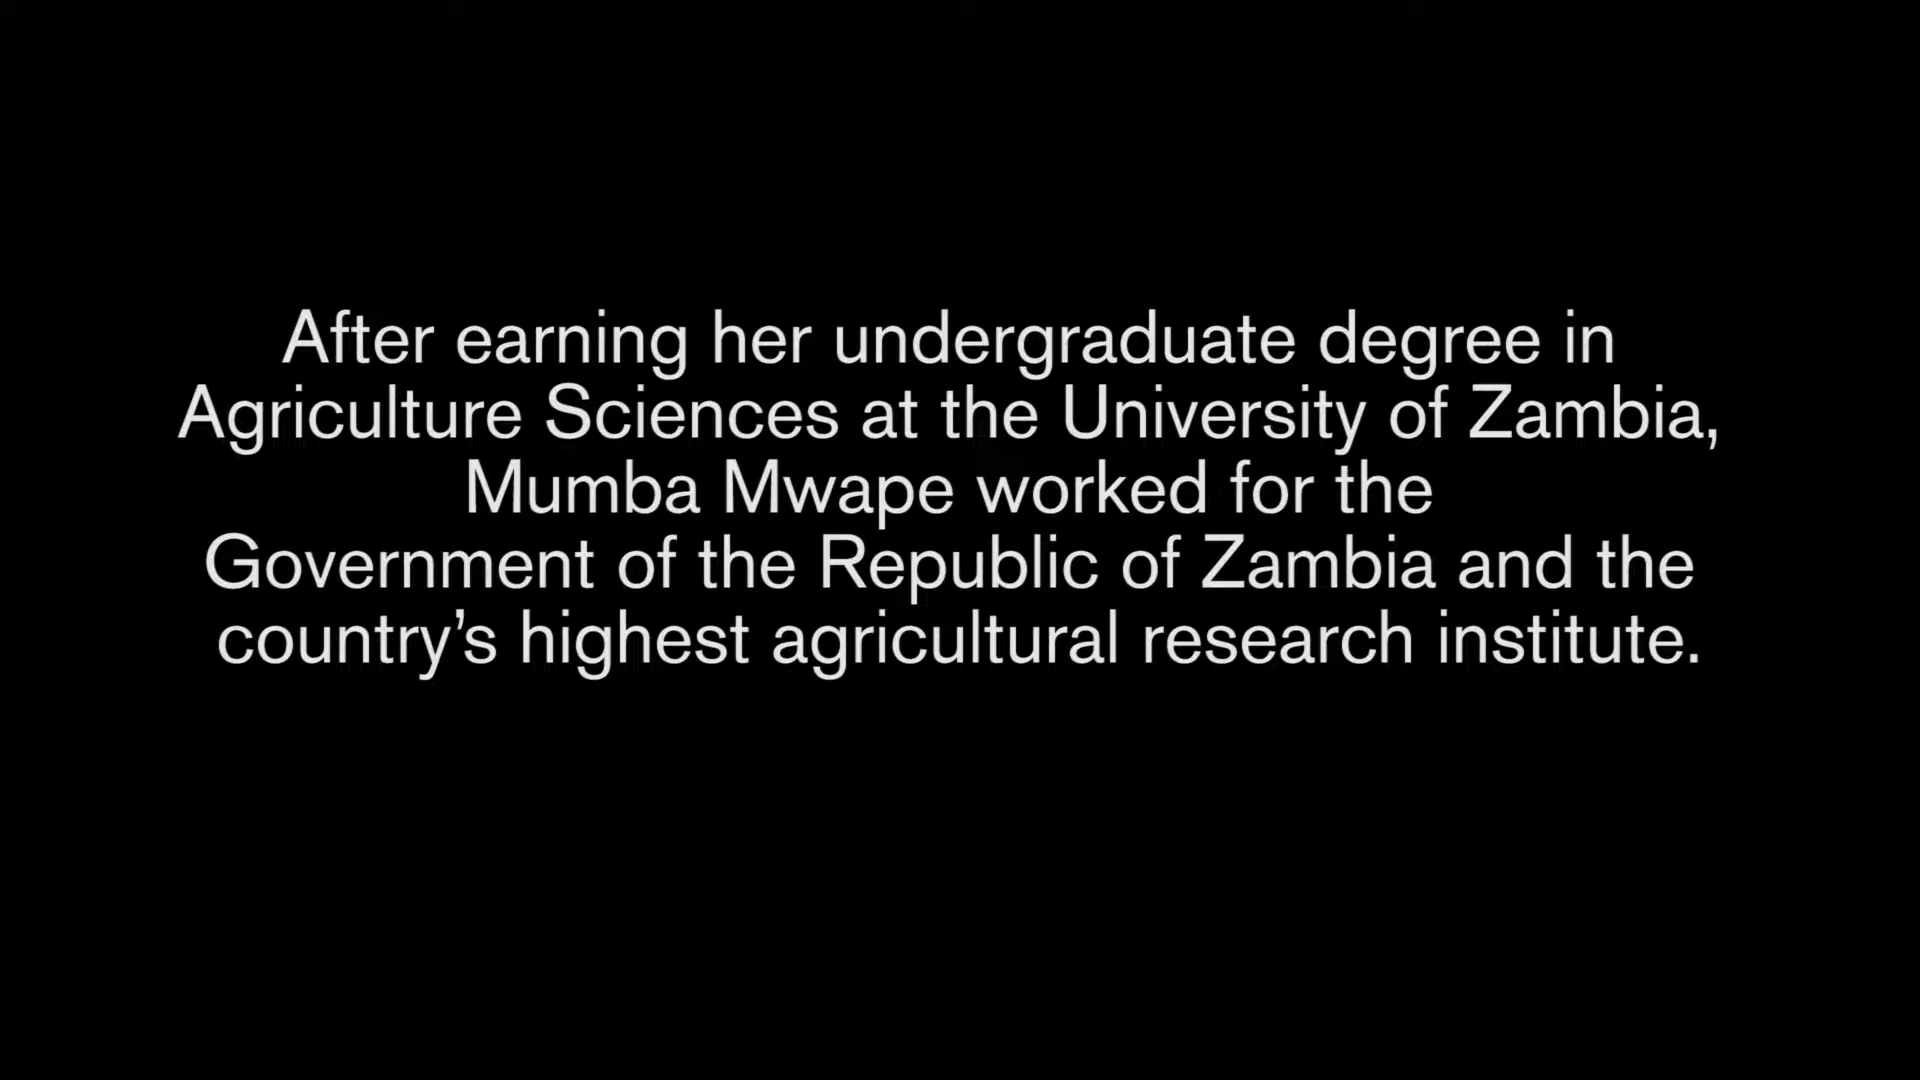 After earning her undergraduate degree in
Agriculture Sciences at the University of Zambia,
Mumba Mwape worked for the
Government of the Republic of Zambia and the
country’s highest agricultural research institute.